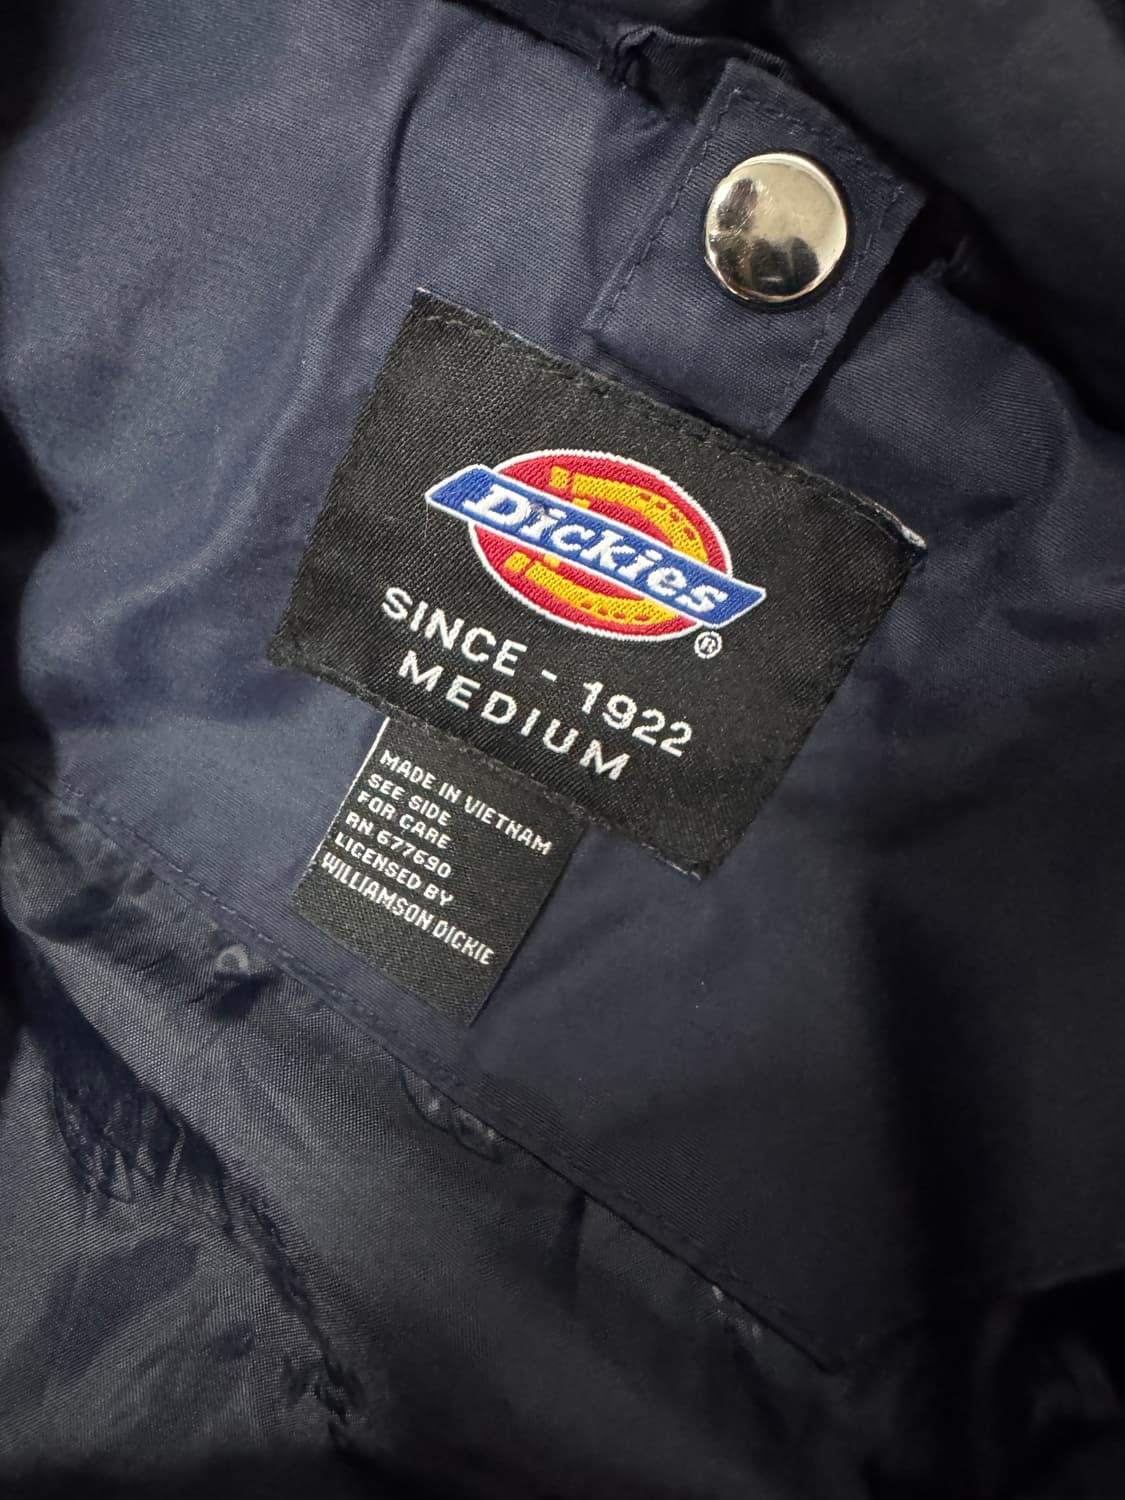 Dickies
®
SINCE - 1922
MEDIUM
MADE IN VIETNAM
SEE SIDE
FOR CARE
RN 677690
LICENSED BY
WILLIAMSON DICKIE